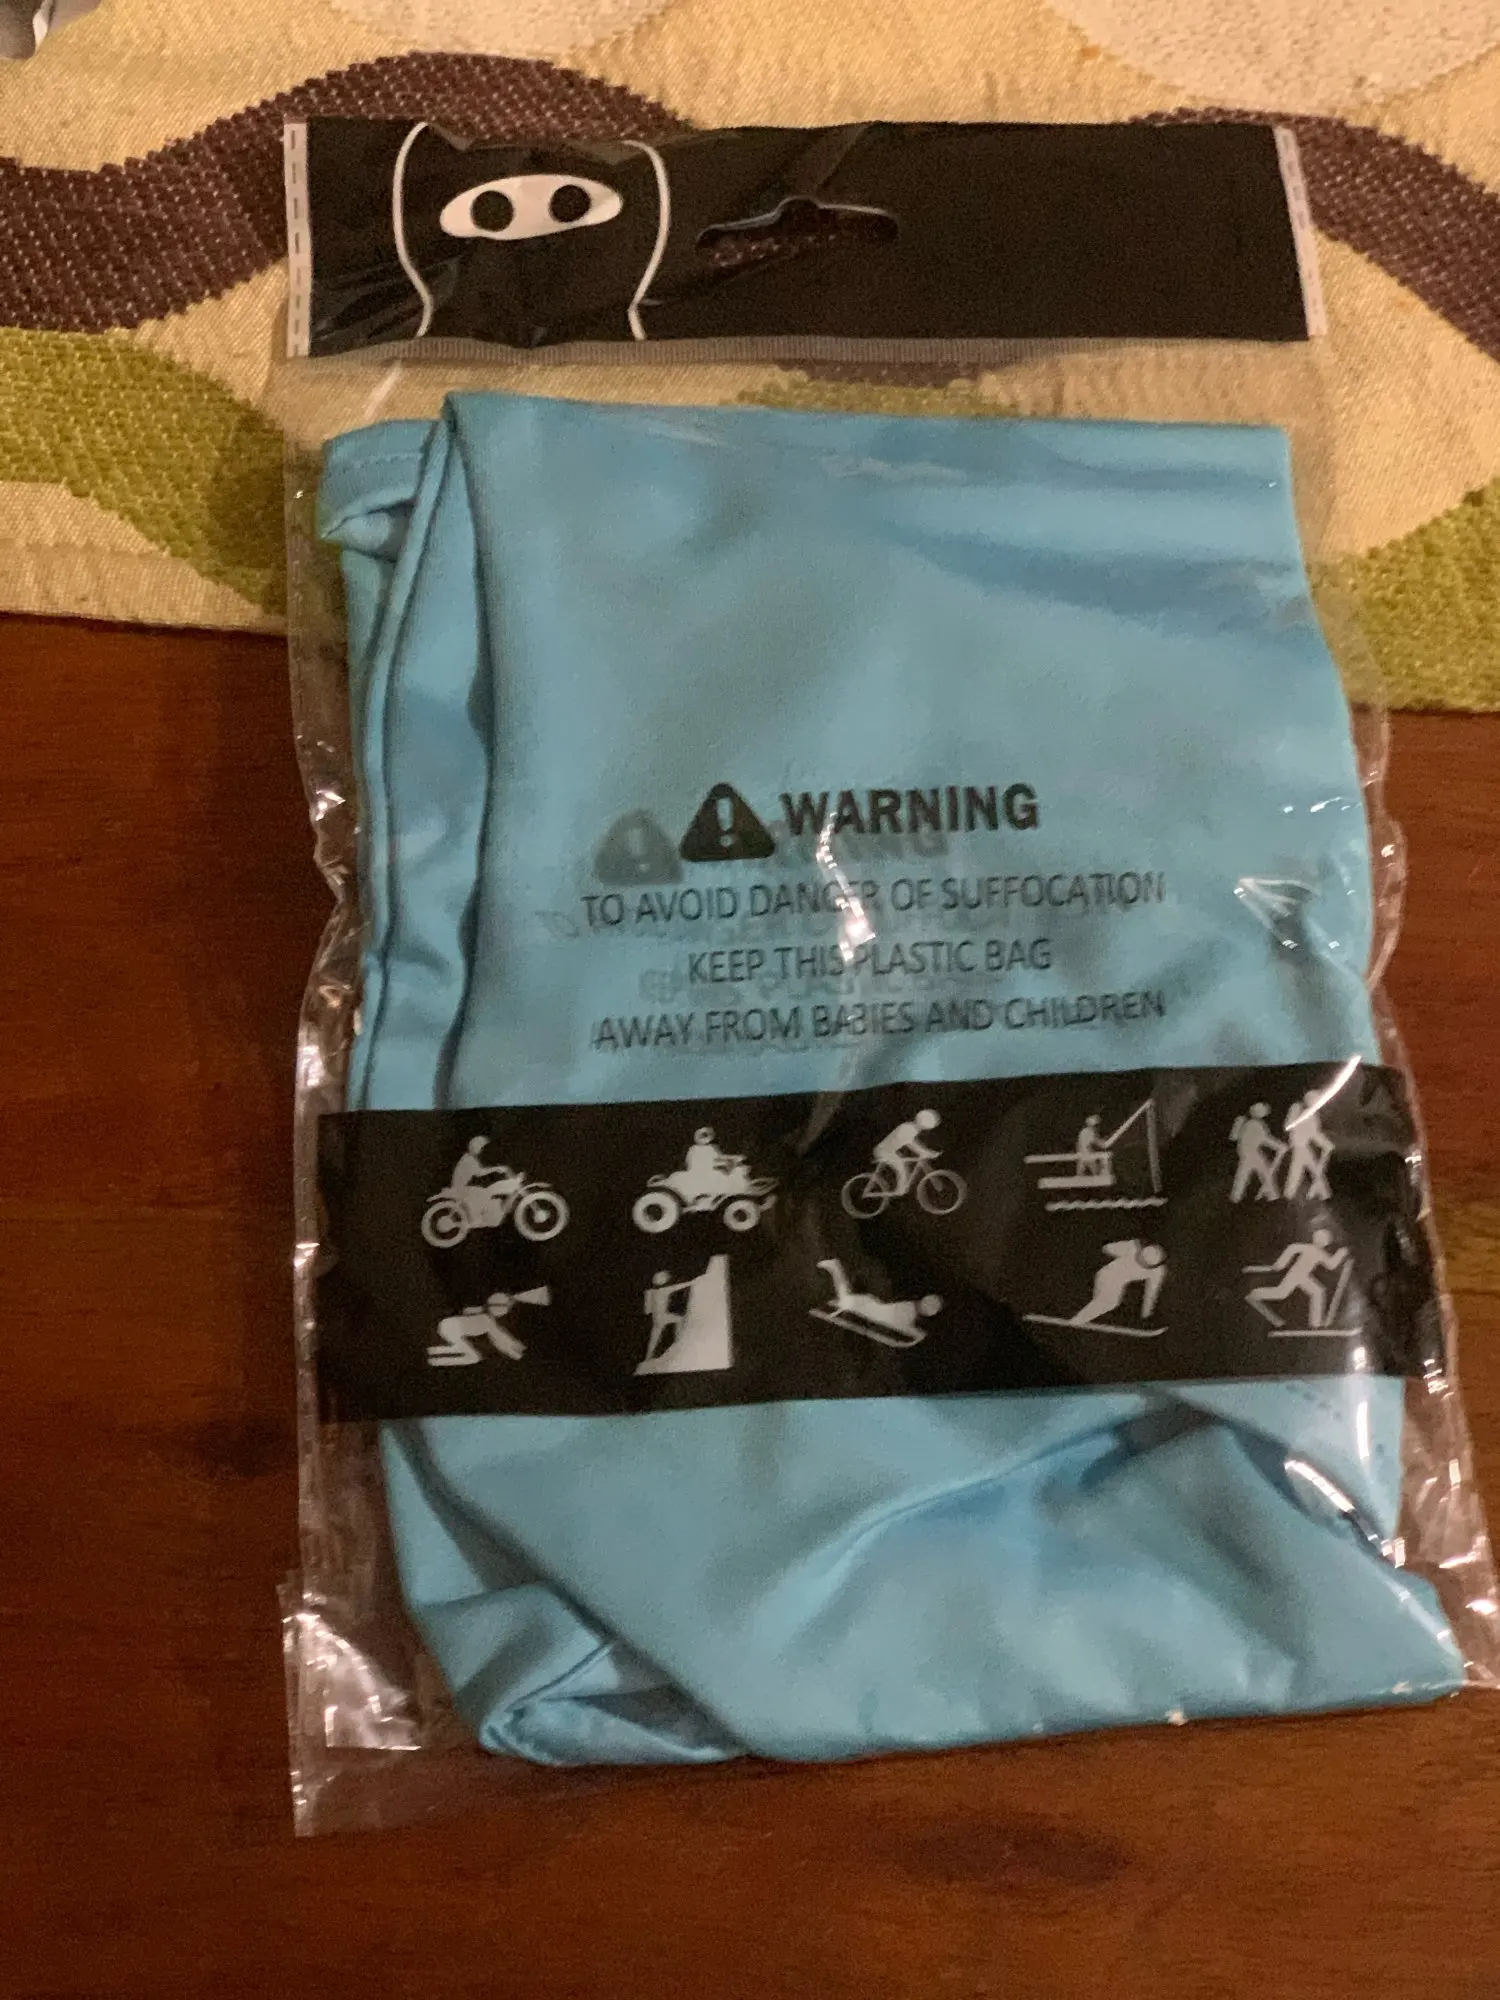 WARNING
TO AVOID DANGER OF SUFFOCATION
KEEP THIS PLASTIC BAG
AWAY FROM BABIES AND CHILDREN